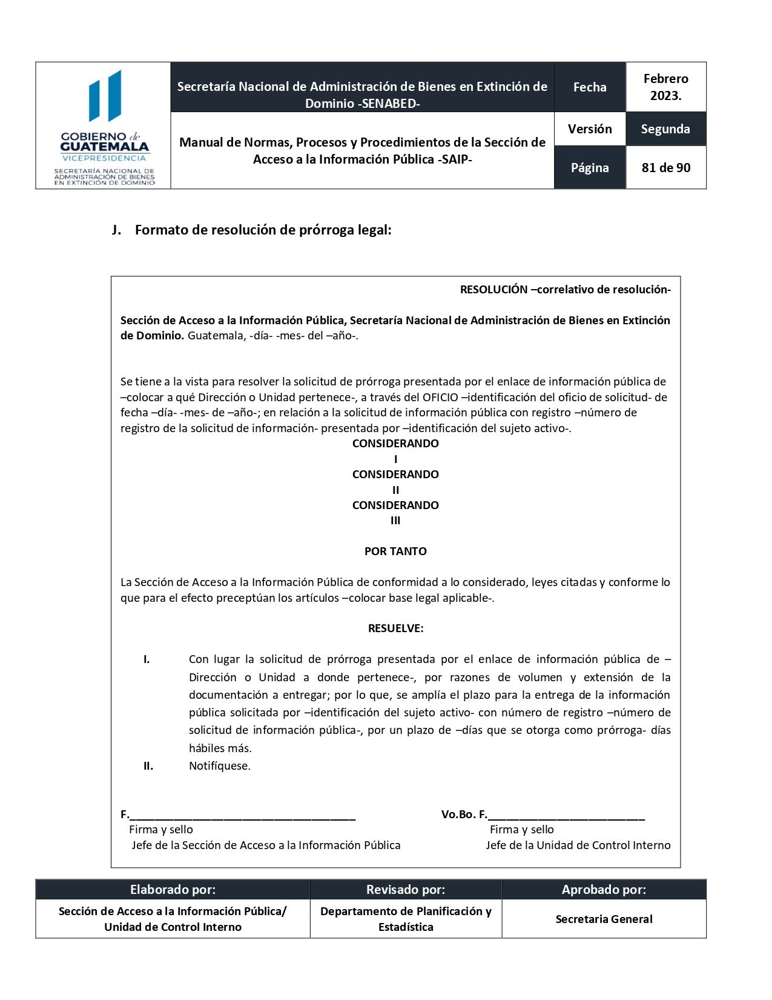 GOBIERNO de
GUATEMALA
VICEPRESIDENCIA
SECRETARÍA NACIONAL DE
ADMINISTRACIÓN DE BIENES
EN EXTINCIÓN DE DOMINIO
Secretaría Nacional de Administración de Bienes en Extinción de
Dominio -SENABED-
Fecha
Febrero
2023.
Manual de Normas, Procesos y Procedimientos de la Sección de
Acceso a la Información Pública -SAIP-
Versión
Segunda
Página
81 de 90
J. Formato de resolución de prórroga legal:
RESOLUCIÓN –correlativo de resolución-
Sección de Acceso a la Información Pública, Secretaría Nacional de Administración de Bienes en Extinción
de Dominio. Guatemala, -día- -mes- del –año-.
Se tiene a la vista para resolver la solicitud de prórroga presentada por el enlace de información pública de
–colocar a qué Dirección o Unidad pertenece-, a través del OFICIO –identificación del oficio de solicitud- de
fecha –día- -mes- de –año-; en relación a la solicitud de información pública con registro –número de
registro de la solicitud de información- presentada por –identificación del sujeto activo-.
CONSIDERANDO
I
CONSIDERANDO
II
CONSIDERANDO
III
POR TANTO
La Sección de Acceso a la Información Pública de conformidad a lo considerado, leyes citadas y conforme lo
que para el efecto preceptúan los artículos –colocar base legal aplicable-.
RESUELVE:
I. Con lugar la solicitud de prórroga presentada por el enlace de información pública de –
Dirección o Unidad a donde pertenece-, por razones de volumen y extensión de la
documentación a entregar; por lo que, se amplía el plazo para la entrega de la información
pública solicitada por –identificación del sujeto activo- con número de registro –número de
solicitud de información pública-, por un plazo de –días que se otorga como prórroga- días
hábiles más.
II. Notifíquese.
F.____________________________________ Vo.Bo. F._________________________
Firma y sello Firma y sello
Jefe de la Sección de Acceso a la Información Pública Jefe de la Unidad de Control Interno
Elaborado por: Revisado por: Aprobado por:
Sección de Acceso a la Información Pública/
Unidad de Control Interno
Departamento de Planificación y
Estadística
Secretaria General